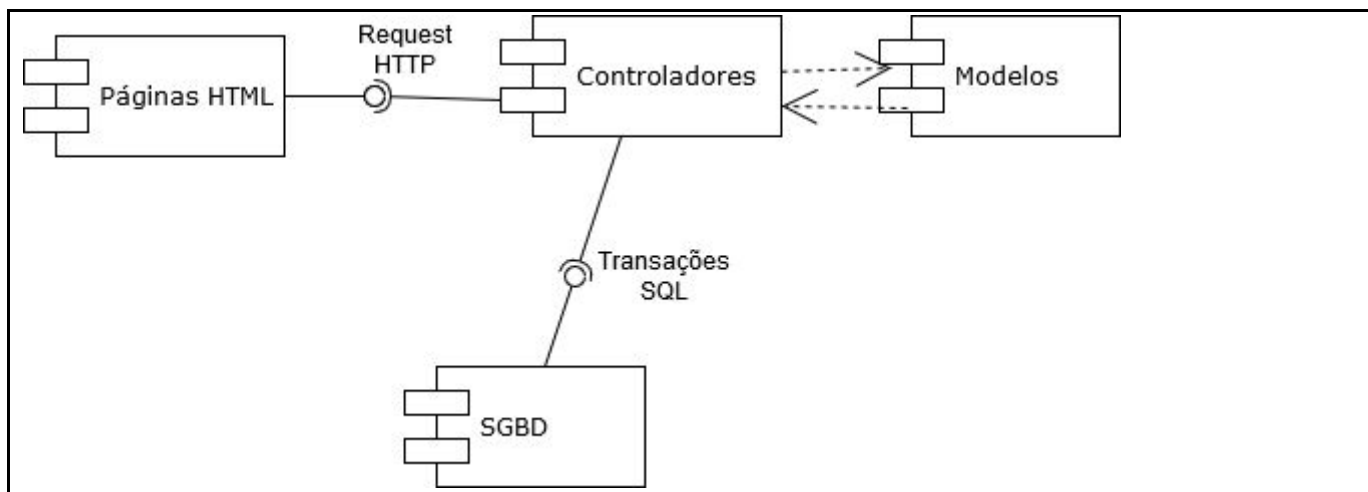 Request
HTTP
Páginas HTML
Controladores
Modelos
Transações
SQL
SGBD